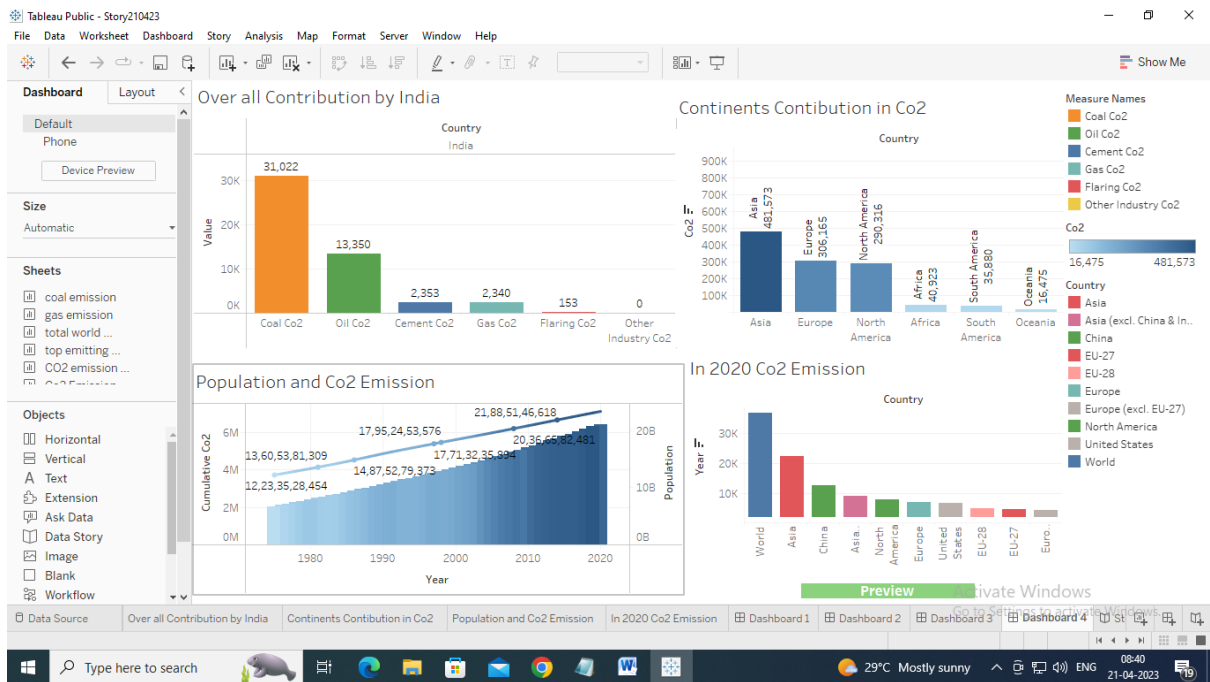 Tableau Public - Story210423
File Data Worksheet Dashboard Story Analysis Map Format Server Window Help
Show Me
Dashboard Layout
Default
Phone
Device Preview
Size
Automatic
Sheets
coal emission
gas emission
total world ...
top emitting ...
CO2 emission ...
Co2 Emission
Objects
Horizontal
Vertical
Text
Extension
Ask Data
Data Story
Image
Blank
Workflow
Over all Contribution by India
Country
India
Value
30K
20K
10K
0K
31,022
13,350
2,353
2,340
153
0
Coal Co2
Oil Co2
Cement Co2
Gas Co2
Flaring Co2
Other
Industry Co2
Continents Contibution in Co2
Country
Co2
900K
800K
700K
600K
500K
400K
300K
200K
100K
Asia
481,573
Europe
306,165
North America
290,316
Africa
40,923
South America
35,880
Oceania
16,475
Asia
Europe
North
America
Africa
South
America
Oceania
Measure Names
Coal Co2
Oil Co2
Cement Co2
Gas Co2
Flaring Co2
Other Industry Co2
Co2
16,475 481,573
Country
Asia
Asia (excl. China & In..
China
EU-27
EU-28
Europe
Europe (excl. EU-27)
North America
United States
World
Population and Co2 Emission
Cumulative Co2
6M
4M
2M
0M
21,88,51,46,618
17,95,24,53,576
20,36,65,82,481
13,60,53,81,309
17,71,32,35,894
14,87,52,79,373
12,23,35,28,454
20B
10B
0B
Population
1980 1990 2000 2010 2020
Year
In 2020 Co2 Emission
Country
Year e
30K
20K
10K
World
Asia
China
Asia..
North
America
Europe
United
States
EU-28
EU-27
Euro..
Preview
Activate Windows
Go to Settings to activate Windows.
Data Source Over all Contribution by India Continents Contibution in Co2 Population and Co2 Emission In 2020 Co2 Emission Dashboard 1 Dashboard 2 Dashboard 3 Dashboard 4 St
Type here to search
29°C Mostly sunny
ENG
08:40
21-04-2023
19